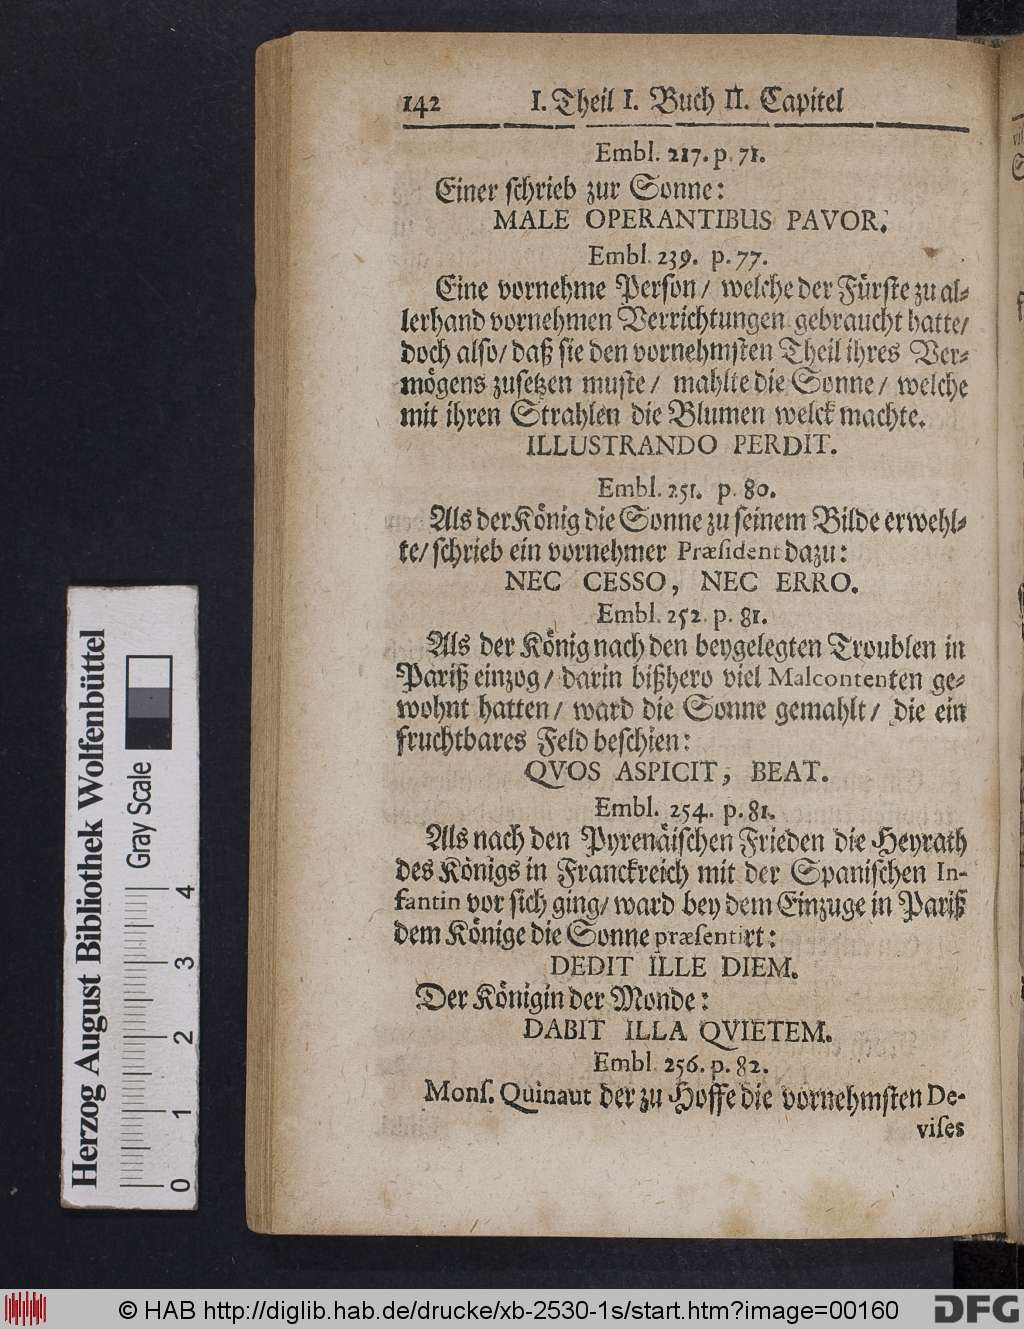 142 I. Theil I. Buch II. Capitel
Embl. 217. p. 71.
Einer schrieb zur Sonne:
MALE OPERANTIBUS PAVOR.
Embl. 239. p. 77.
Eine vornehme Person/ welche der Fürste zu al-
lerhand vornehmen Verrichtungen gebraucht hatte/
doch also/ daß sie den vornehmsten Theil ihres Ver-
mögens zusetzen muste/ mahlte die Sonne/ welche
mit ihren Strahlen die Blumen welck machte.
ILLUSTRANDO PERDIT.
Embl. 251. p. 80.
Als der König die Sonne zu seinem Bilde erwehl-
te/ schrieb ein vornehmer Præsident dazu:
NEC CESSO, NEC ERRO.
Embl. 252. p. 81.
Als der König nach den beygelegten Troublen in
Pariß einzog/ darin bißhero viel Malcontenten ge-
wohnt hatten/ ward die Sonne gemahlt/ die ein
fruchtbares Feld beschien:
QVOS ASPICIT, BEAT.
Embl. 254. p. 81.
Als nach den Pyrenäischen Frieden die Heyrath
des Königs in Franckreich mit der Spanischen In-
fantin vor sich ging/ ward bey dem Einzuge in Pariß
dem Könige die Sonne præsentirt:
DEDIT ILLE DIEM.
Der Königin der Monde:
DABIT ILLA QVIETEM.
Embl. 256. p. 82.
Monſ. Quinaut der zu Hoffe die vornehmsten De-
viſes
Herzog August Bibliothek Wolfenbüttel
Gray Scale
0 1 2 3 4
© HAB http://diglib.hab.de/drucke/xb-2530-1s/start.htm?image=00160
DFG